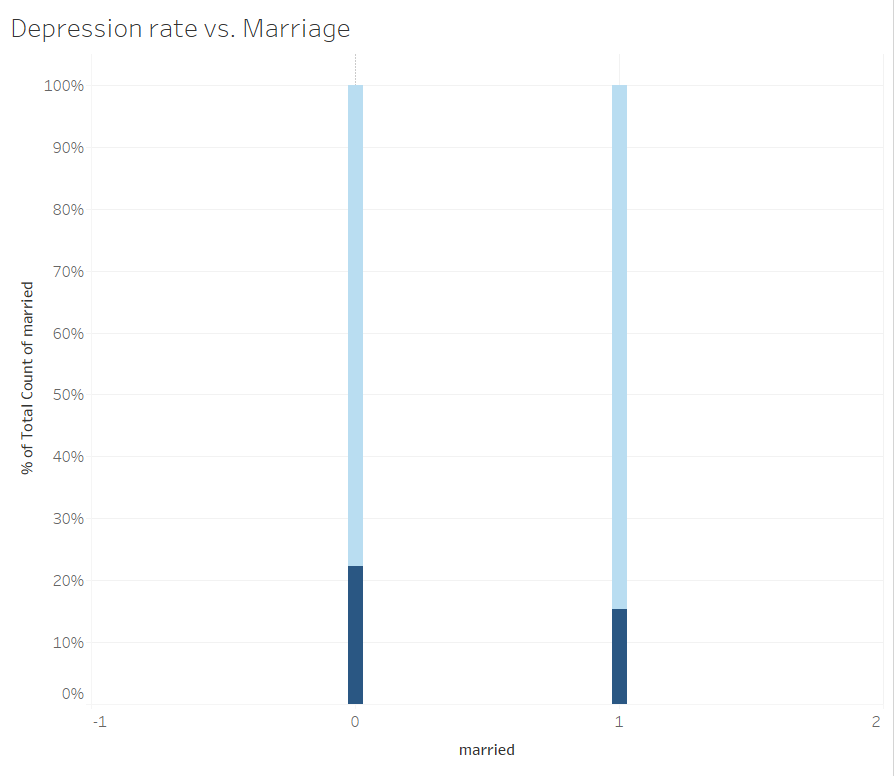 Depression rate vs. Marriage
100%
90%
80%
70%
60%
50%
40%
30%
20%
10%
0%
% of Total Count of married
-1 0 1 2
married